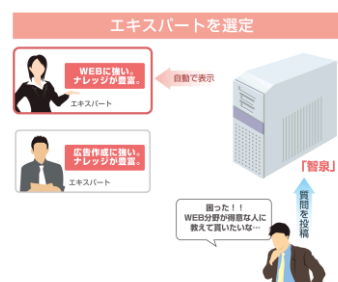 エキスパートを選定
WEBに強い。
ナレッジが豊富。
エキスパート
自動で表示
広告作成に強い。
ナレッジが豊富。
エキスパート
「智泉」
質問を投稿
困った！！
WEB分野が得意な人に
教えて貰いたいな…